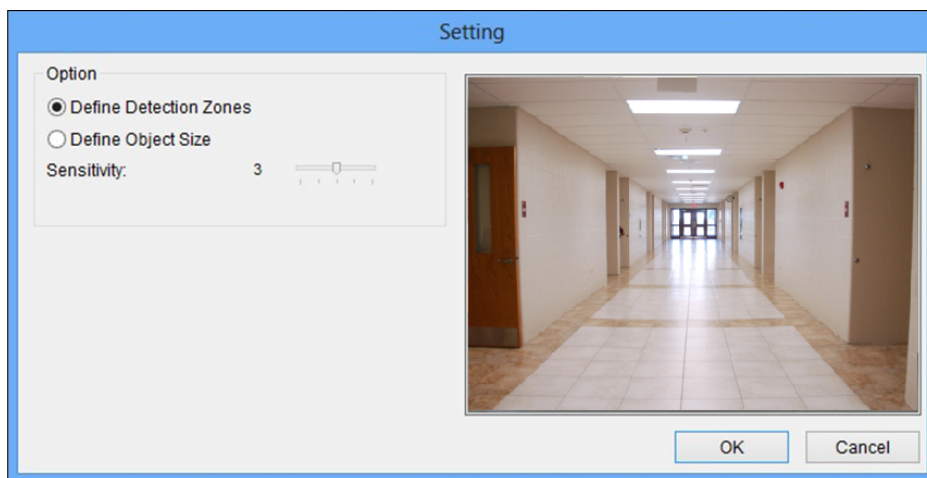 Setting
Option
Define Detection Zones
Define Object Size
Sensitivity: 3
OK Cancel